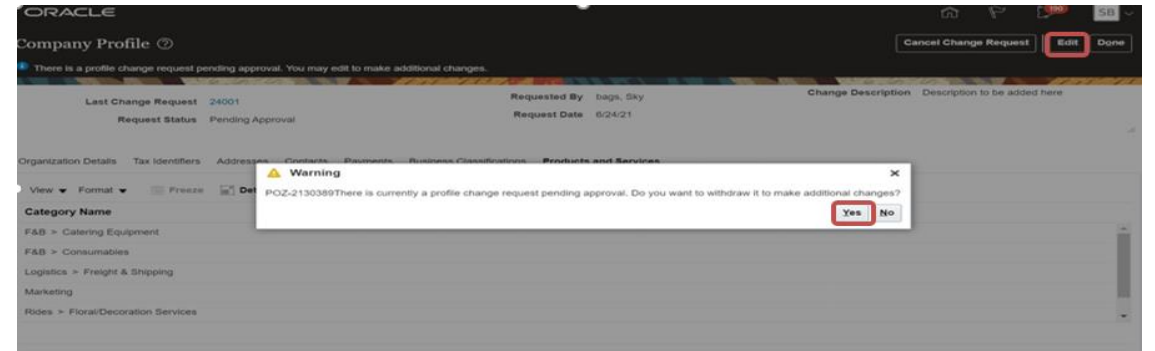 ORACLE
190
SB
Company Profile
Cancel Change Request Edit Done
There is a profile change request pending approval. You may edit to make additional changes.
Last Change Request 24001 Requested By bags, Sky Change Description Description to be added here
Request Status Pending Approval Request Date 6/24/21
Organization Details Tax Identifiers Addresses Contacts Payments Business Classifications Products and Services
Warning
View Format Freeze Det
POZ-2130389There is currently a profile change request pending approval. Do you want to withdraw it to make additional changes?
Yes No
Category Name
F&B > Catering Equipment
F&B > Consumables
Logistics > Freight & Shipping
Marketing
Rides > Floral/Decoration Services